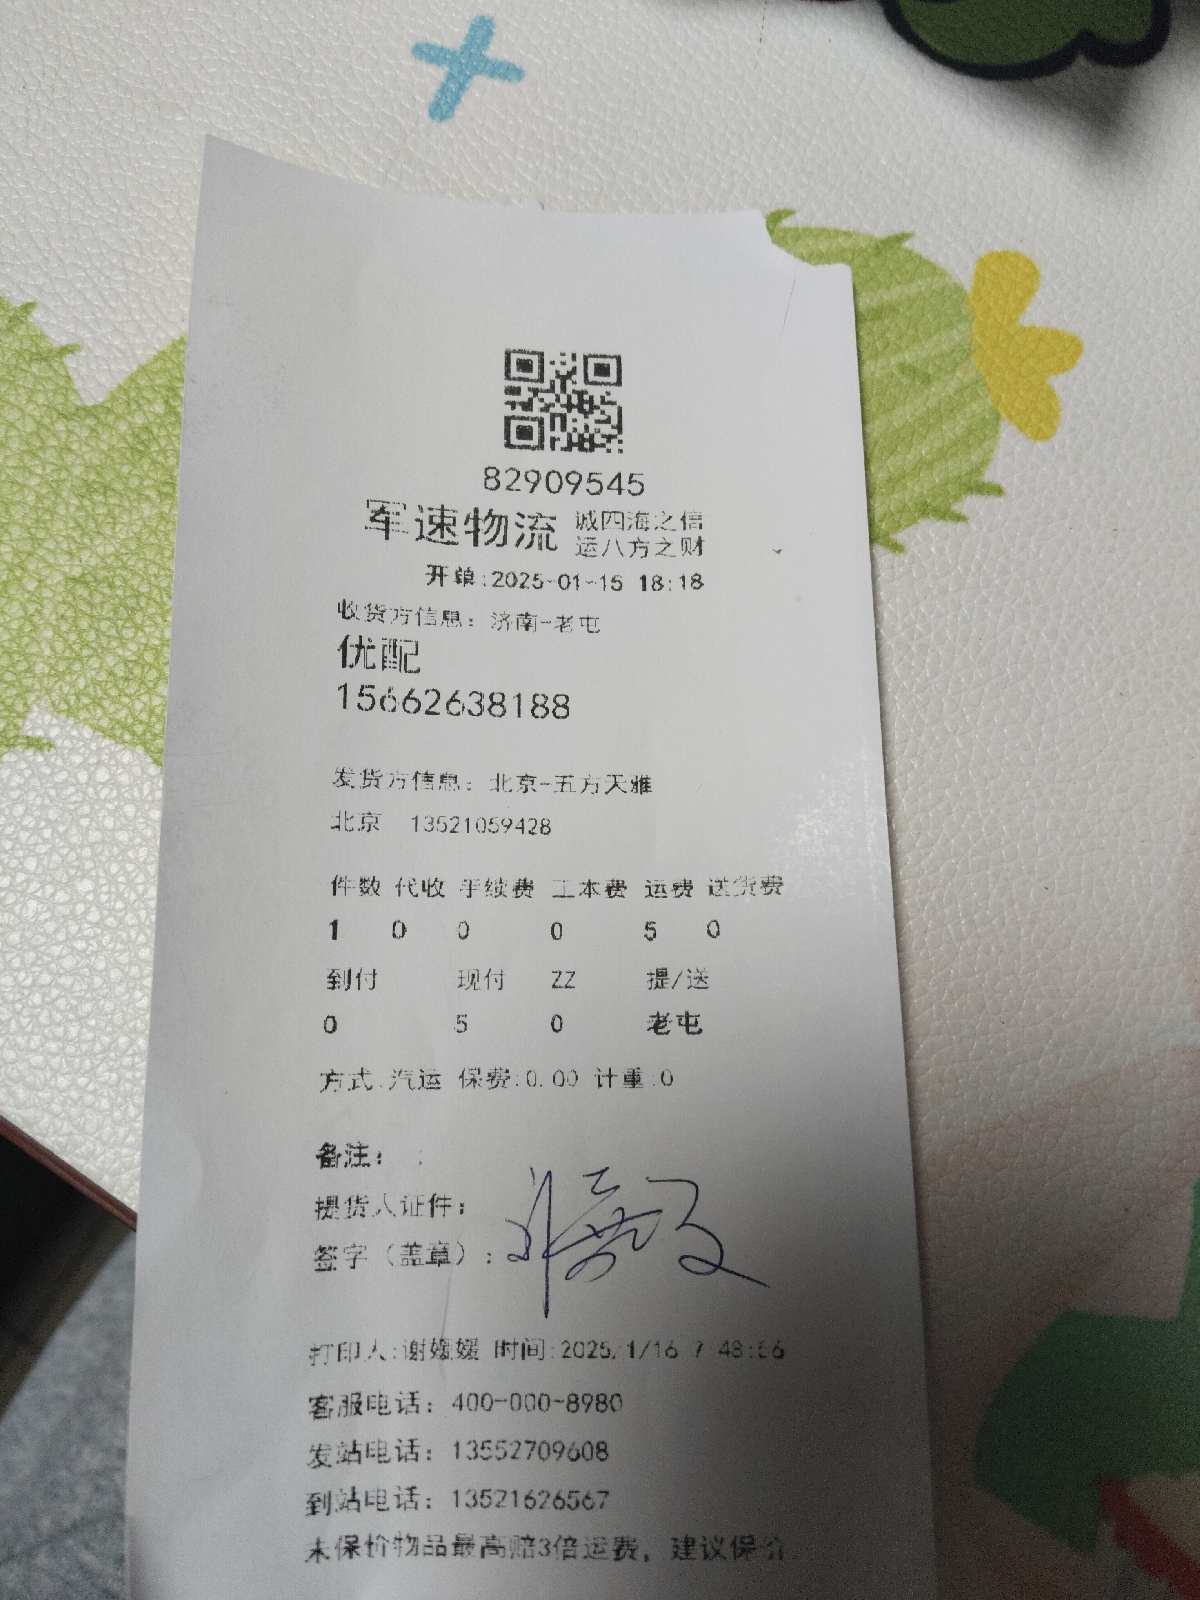 82909545
军速物流 诚四海之信
运八方之财
开单:2025-01-15 18:18
收货方信息: 济南-老屯
优配
15662638188
发货方信息: 北京-五方天雅
北京 13521059428
件数 代收 手续费 工本费 运费 送货费
1 0 0 0 5 0
到付 现付 ZZ 提/送
0 5 0 老屯
方式:汽运 保费:0.00 计重:0
备注: :
提货人证件:
签字(盖章):
打印人:谢媛媛 时间:2025/1/16 7:48:56
客服电话: 400-000-8980
发站电话: 13552709608
到站电话: 13521626567
未保价物品最高赔3倍运费, 建议保价.